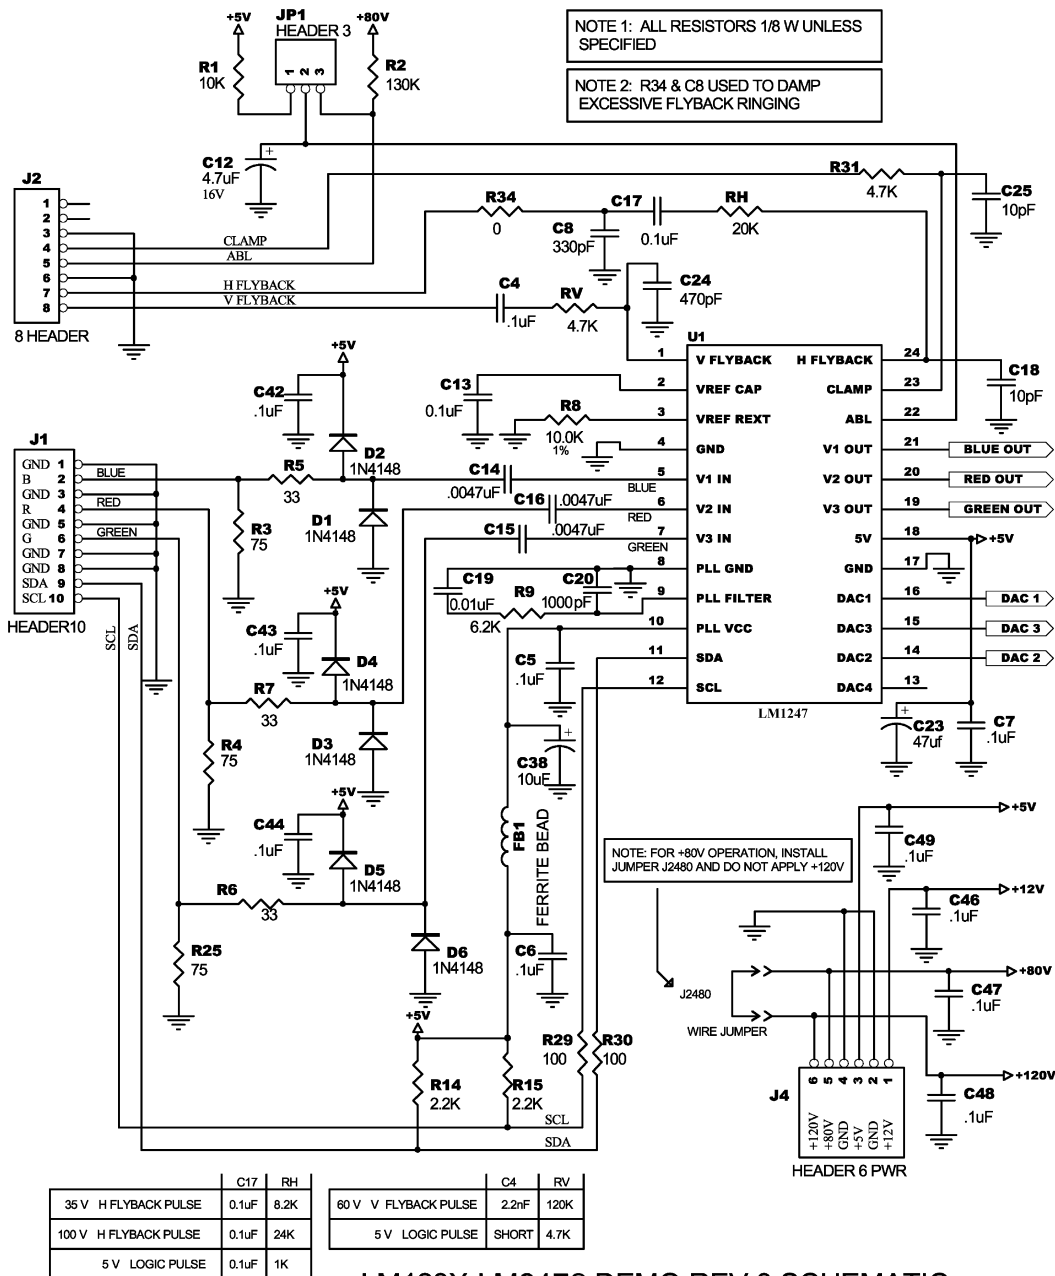 +5V
JP1
HEADER 3
+80V
R1
10K
1 2 3
R2
130K
NOTE 1: ALL RESISTORS 1/8 W UNLESS
SPECIFIED
NOTE 2: R34 & C8 USED TO DAMP
EXCESSIVE FLYBACK RINGING
C12
4.7uF
16V
+
J2
1
2
3
4
5
6
7
8
8 HEADER
CLAMP
ABL
H FLYBACK
V FLYBACK
R34
0
C17
0.1uF
RH
20K
R31
4.7K
C25
10pF
C8
330pF
C4
.1uF
RV
4.7K
C24
470pF
U1
1 V FLYBACK
2 VREF CAP
3 VREF REXT
4 GND
5 V1 IN
6 V2 IN
7 V3 IN
8 PLL GND
9 PLL FILTER
10 PLL VCC
11 SDA
12 SCL
H FLYBACK 24
CLAMP 23
ABL 22
V1 OUT 21
V2 OUT 20
V3 OUT 19
5V 18
GND 17
DAC1 16
DAC3 15
DAC2 14
DAC4 13
LM1247
C18
10pF
BLUE OUT
RED OUT
GREEN OUT
+5V
DAC 1
DAC 3
DAC 2
C23
47uf
+
C7
.1uF
+5V
C42
.1uF
D2
1N4148
C13
0.1uF
R8
10.0K
1%
J1
GND 1
B 2
GND 3
R 4
GND 5
G 6
GND 7
GND 8
SDA 9
SCL 10
HEADER10
BLUE
RED
GREEN
R5
33
C14
.0047uF
BLUE
C16
.0047uF
RED
C15
.0047uF
GREEN
R3
75
D1
1N4148
C19
0.01uF
R9
6.2K
C20
1000pF
SCL
SDA
+5V
C43
.1uF
D4
1N4148
R7
33
C5
.1uF
D3
1N4148
R4
75
C38
10uF
+
+5V
C44
.1uF
D5
1N4148
FB1
FERRITE BEAD
R6
33
R25
75
D6
1N4148
C6
.1uF
NOTE: FOR +80V OPERATION, INSTALL
JUMPER J2480 AND DO NOT APPLY +120V
+5V
C49
.1uF
+12V
C46
.1uF
+80V
C47
.1uF
J2480
WIRE JUMPER
+120V
C48
.1uF
+5V
R14
2.2K
R15
2.2K
R29
100
R30
100
SCL
SDA
J4
6 5 4 3 2 1
+120V
+80V
GND
+5V
GND
+12V
HEADER 6 PWR
C17 RH
35 V H FLYBACK PULSE 0.1uF 8.2K
100 V H FLYBACK PULSE 0.1uF 24K
5 V LOGIC PULSE 0.1uF 1K
C4 RV
60 V V FLYBACK PULSE 2.2nF 120K
5 V LOGIC PULSE SHORT 4.7K